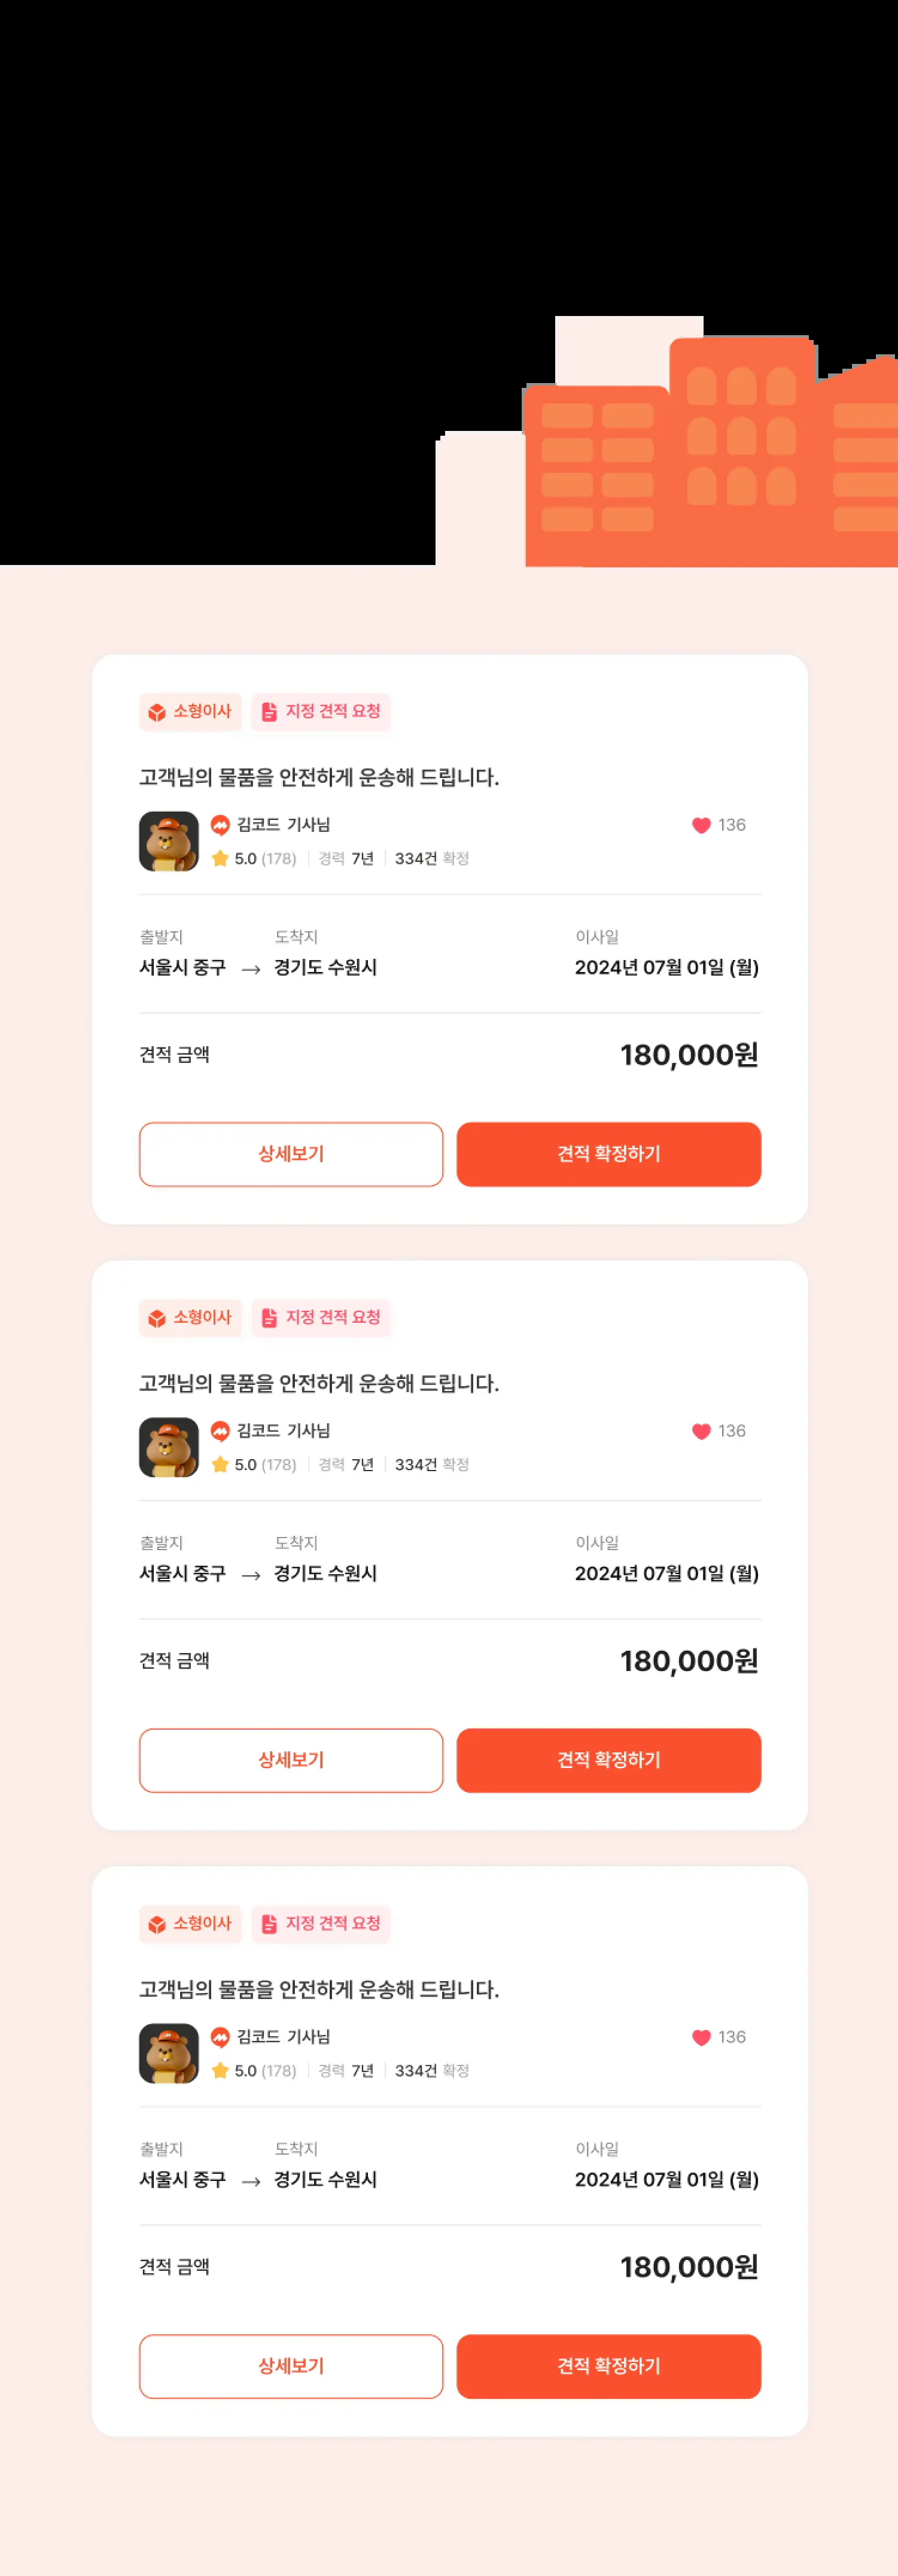 소형이사 지정 견적 요청
고객님의 물품을 안전하게 운송해 드립니다.
김코드 기사님 136
5.0 (178) 경력 7년 334건 확정
출발지 도착지 이사일
서울시 중구 → 경기도 수원시 2024년 07월 01일 (월)
견적 금액 180,000원
상세보기 견적 확정하기
소형이사 지정 견적 요청
고객님의 물품을 안전하게 운송해 드립니다.
김코드 기사님 136
5.0 (178) 경력 7년 334건 확정
출발지 도착지 이사일
서울시 중구 → 경기도 수원시 2024년 07월 01일 (월)
견적 금액 180,000원
상세보기 견적 확정하기
소형이사 지정 견적 요청
고객님의 물품을 안전하게 운송해 드립니다.
김코드 기사님 136
5.0 (178) 경력 7년 334건 확정
출발지 도착지 이사일
서울시 중구 → 경기도 수원시 2024년 07월 01일 (월)
견적 금액 180,000원
상세보기 견적 확정하기